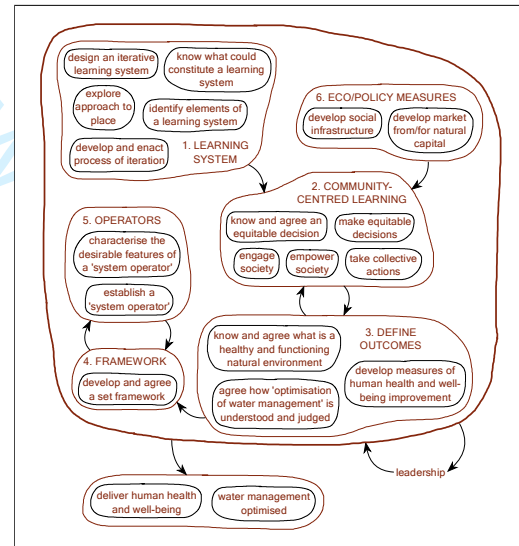 design an iterative
learning system
know what could
constitute a learning
system
explore
approach to
place
identify elements of
a learning system
develop and enact
process of iteration
1. LEARNING
SYSTEM
6. ECO/POLICY MEASURES
develop social
infrastructure
develop market
from/for natural
capital
2. COMMUNITY-
CENTRED LEARNING
know and agree an
equitable decision
make equitable
decisions
engage
society
empower
society
take collective
actions
5. OPERATORS
characterise the
desirable features of
a 'system operator'
establish a
'system operator'
4. FRAMEWORK
develop and agree
a set framework
3. DEFINE
OUTCOMES
know and agree what is a
healthy and functioning
natural environment
agree how 'optimisation
of water management' is
understood and judged
develop measures of
human health and well-
being improvement
leadership
deliver human health
and well-being
water management
optimised